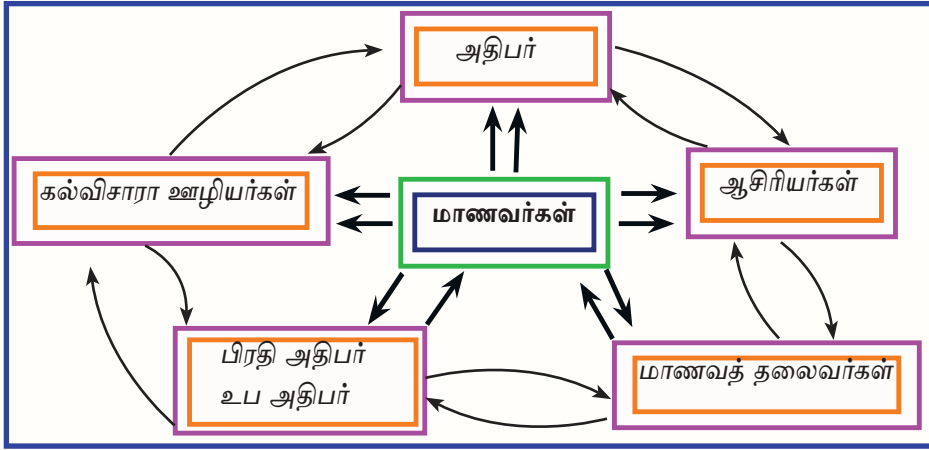 அதிபர்
கல்விசாரா ஊழியர்கள்
ஆசிரியர்கள்
மாணவர்கள்
பிரதி அதிபர்
உப அதிபர்
மாணவத் தலைவர்கள்